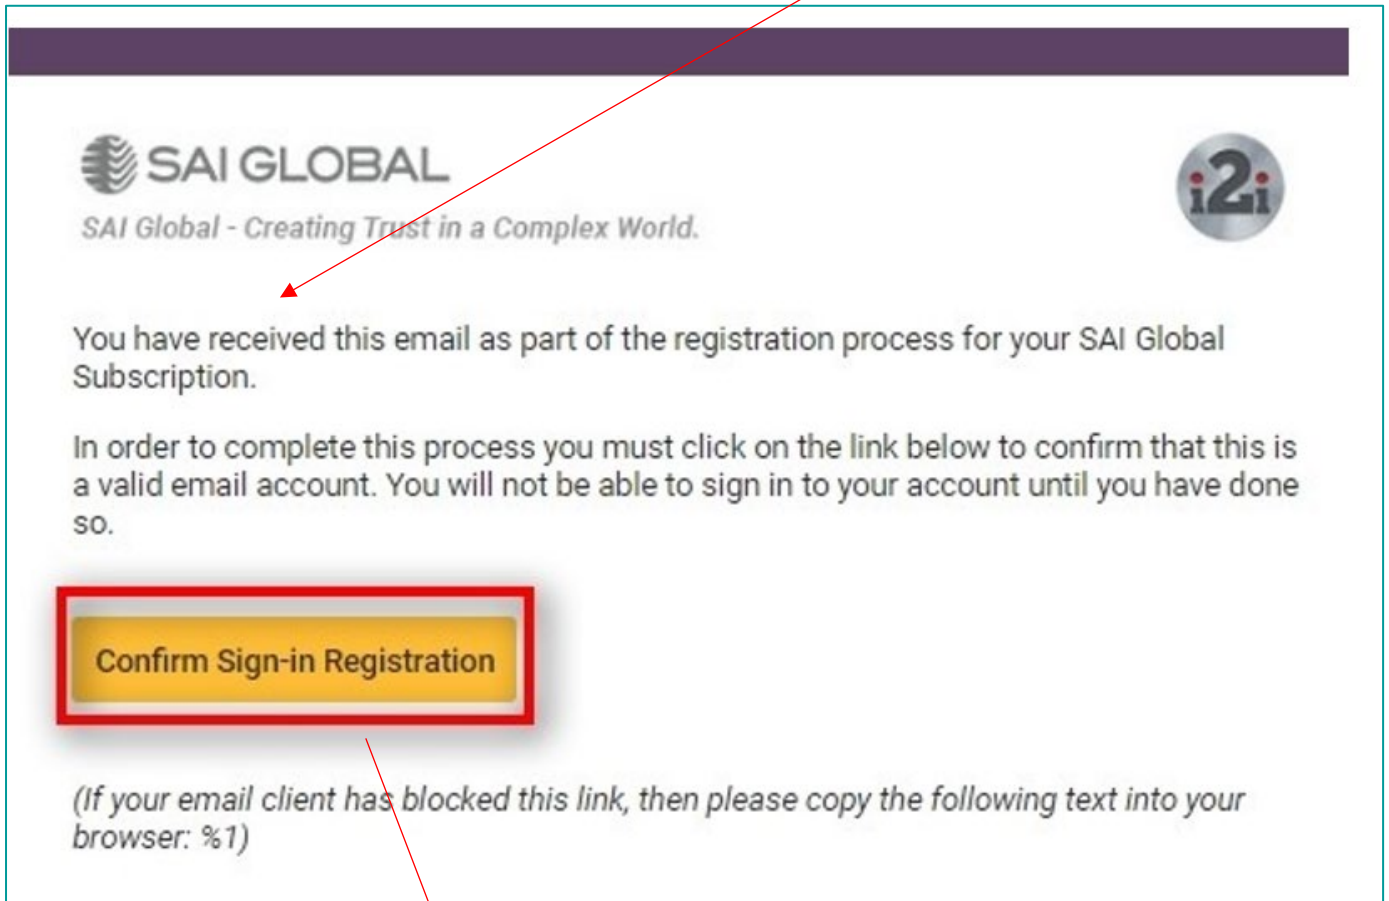 SAI GLOBAL
i2i
SAI Global - Creating Trust in a Complex World.
You have received this email as part of the registration process for your SAI Global
Subscription.
In order to complete this process you must click on the link below to confirm that this is
a valid email account. You will not be able to sign in to your account until you have done
so.
Confirm Sign-in Registration
(If your email client has blocked this link, then please copy the following text into your
browser: %1)